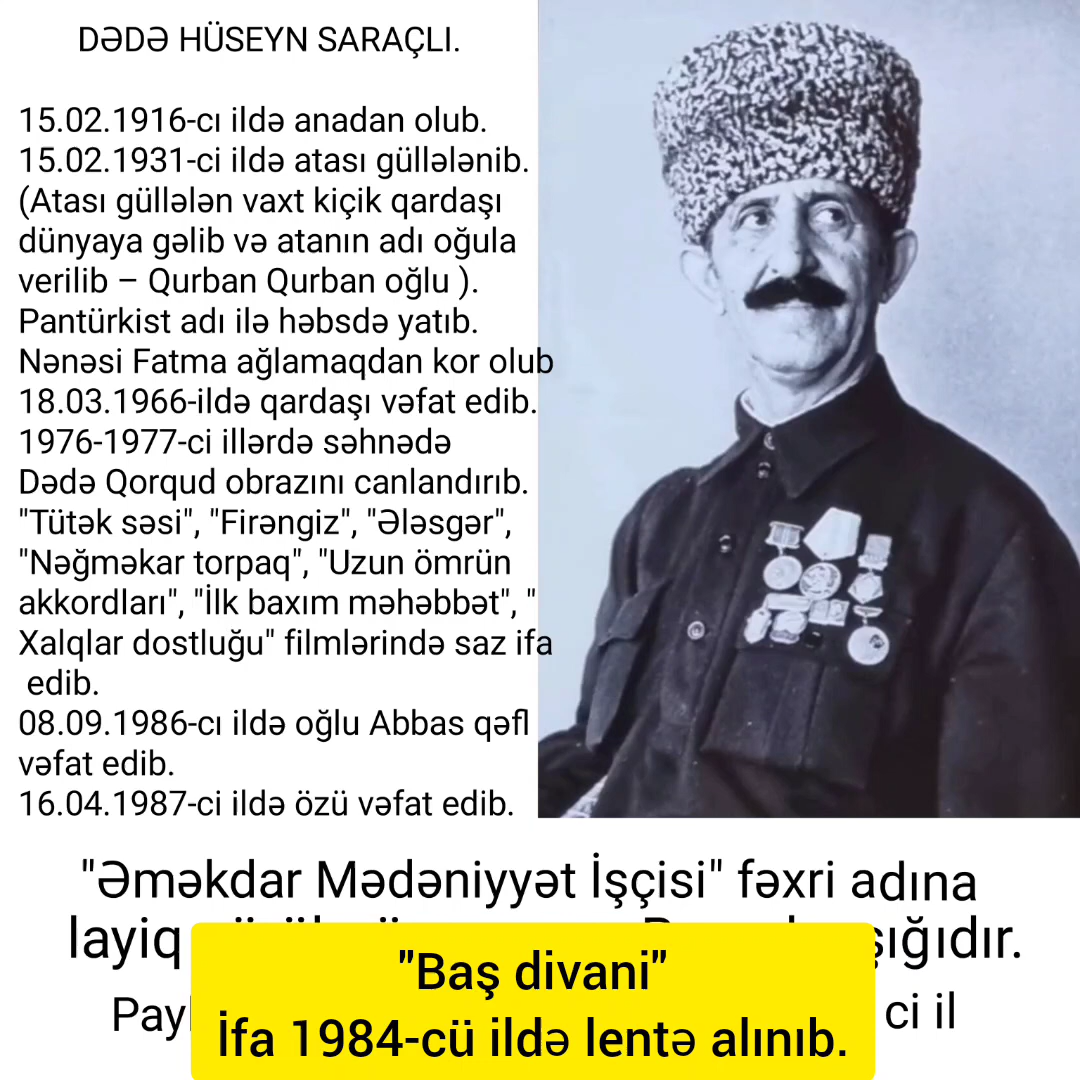 DƏDƏ HÜSEYN SARAÇLI.
15.02.1916-cı ildə anadan olub.
15.02.1931-ci ildə atası güllələnib.
(Atası güllələn vaxt kiçik qardaşı
dünyaya gəlib və atanın adı oğula
verilib – Qurban Qurban oğlu ).
Pantürkist adı ilə həbsdə yatıb.
Nənəsi Fatma ağlamaqdan kor olub
18.03.1966-ildə qardaşı vəfat edib.
1976-1977-ci illərdə səhnədə
Dədə Qorqud obrazını canlandırıb.
"Tütək səsi", "Firəngiz", "Ələsgər",
"Nəğməkar torpaq", "Uzun ömrün
akkordları", "İlk baxım məhəbbət", "
Xalqlar dostluğu" filmlərində saz ifa
edib.
08.09.1986-cı ildə oğlu Abbas qəfl
vəfat edib.
16.04.1987-ci ildə özü vəfat edib.
"Əməkdar Mədəniyyət İşçisi" fəxri adına
layiq
ci il
"Baş divani"
İfa 1984-cü ildə lentə alınıb.